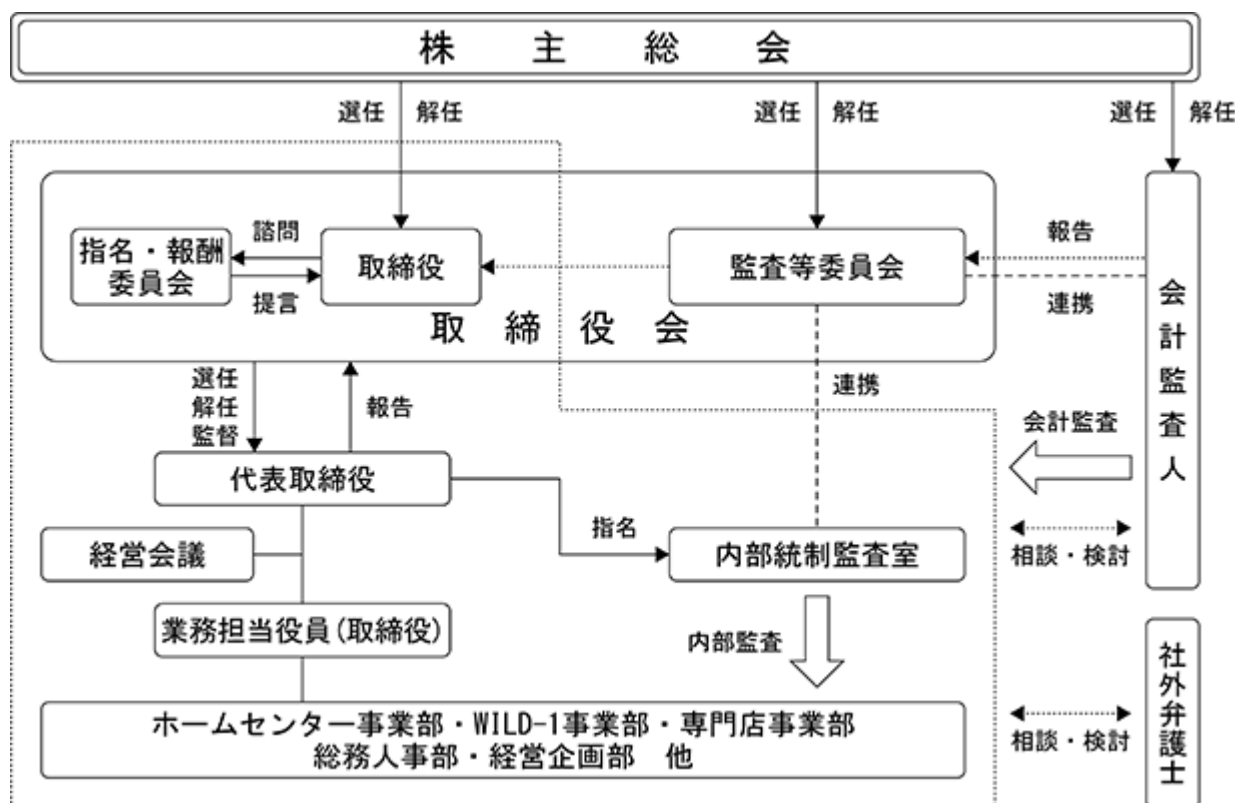 株主総会
選任 解任
選任 解任
選任 解任
指名・報酬
委員会
諮問
提言
取締役
監査等委員会
報告
連携
取締役会
会計監査人
選任
解任
監督
報告
連携
会計監査
代表取締役
経営会議
指名
内部統制監査室
相談・検討
業務担当役員(取締役)
内部監査
社外弁護士
ホームセンター事業部・WILD-1事業部・専門店事業部
総務人事部・経営企画部 他
相談・検討